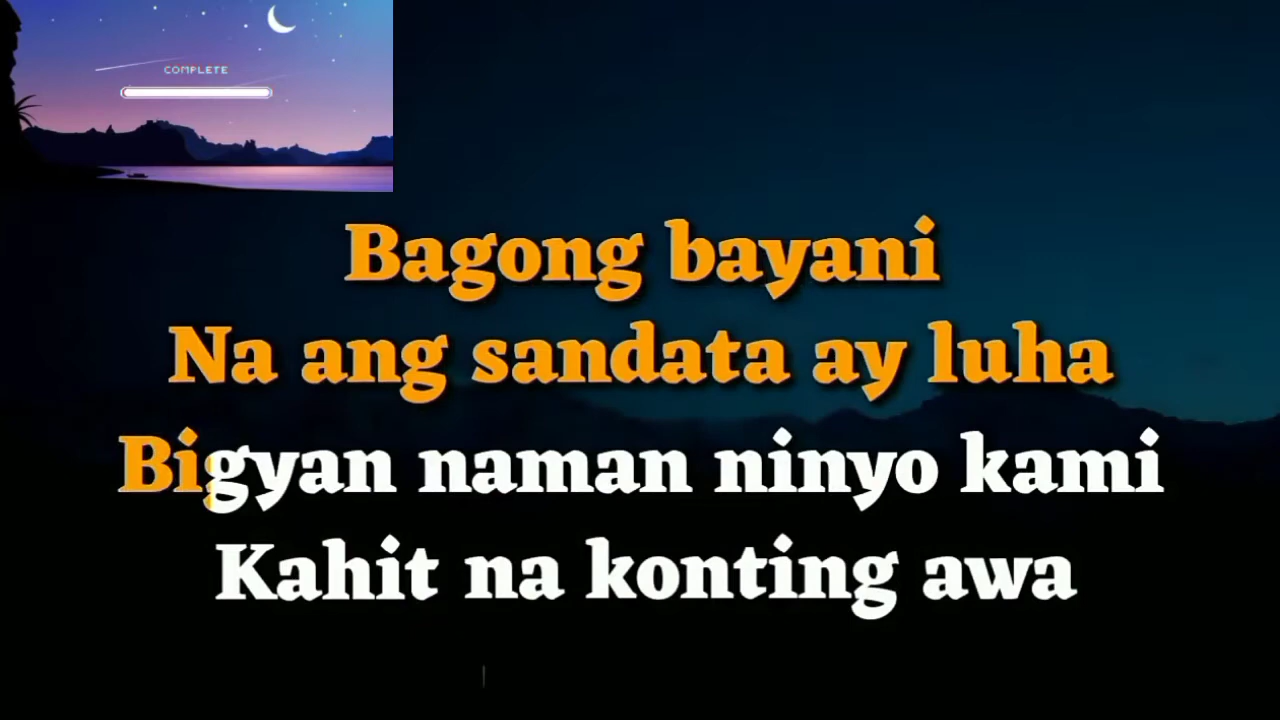 COMPLETE
Bagong bayani
Na ang sandata ay luha
Bigyan naman ninyo kami
Kahit na konting awa